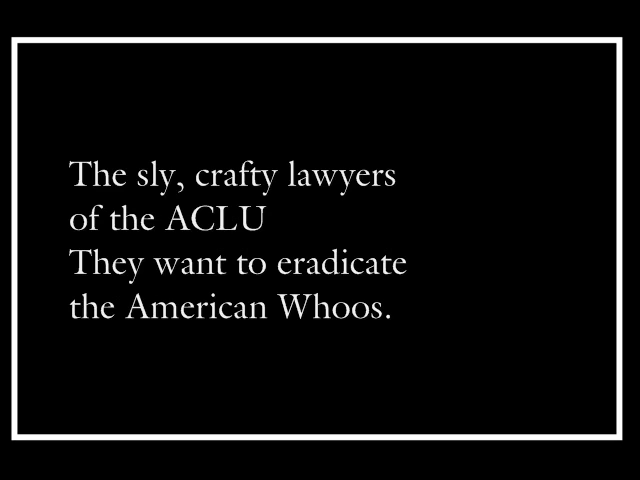 The sly, crafty lawyers
of the ACLU
They want to eradicate
the American Whoos.